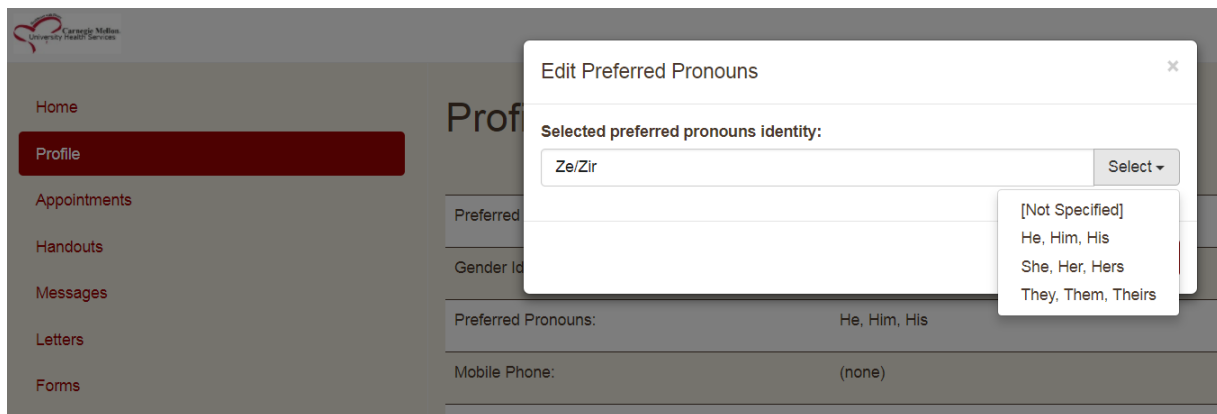 Carnegie Mellon
University Health Services
Home
Profile
Appointments
Handouts
Messages
Letters
Forms
Prof
Preferred
Gender Id
Preferred Pronouns: He, Him, His
Mobile Phone: (none)
Edit Preferred Pronouns ×
Selected preferred pronouns identity:
Ze/Zir Select
[Not Specified]
He, Him, His
She, Her, Hers
They, Them, Theirs